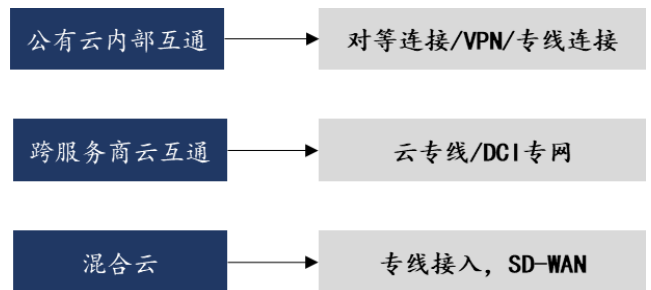 公有云内部互通
对等连接/VPN/专线连接
跨服务商云互通
云专线/DCI专网
混合云
专线接入，SD-WAN